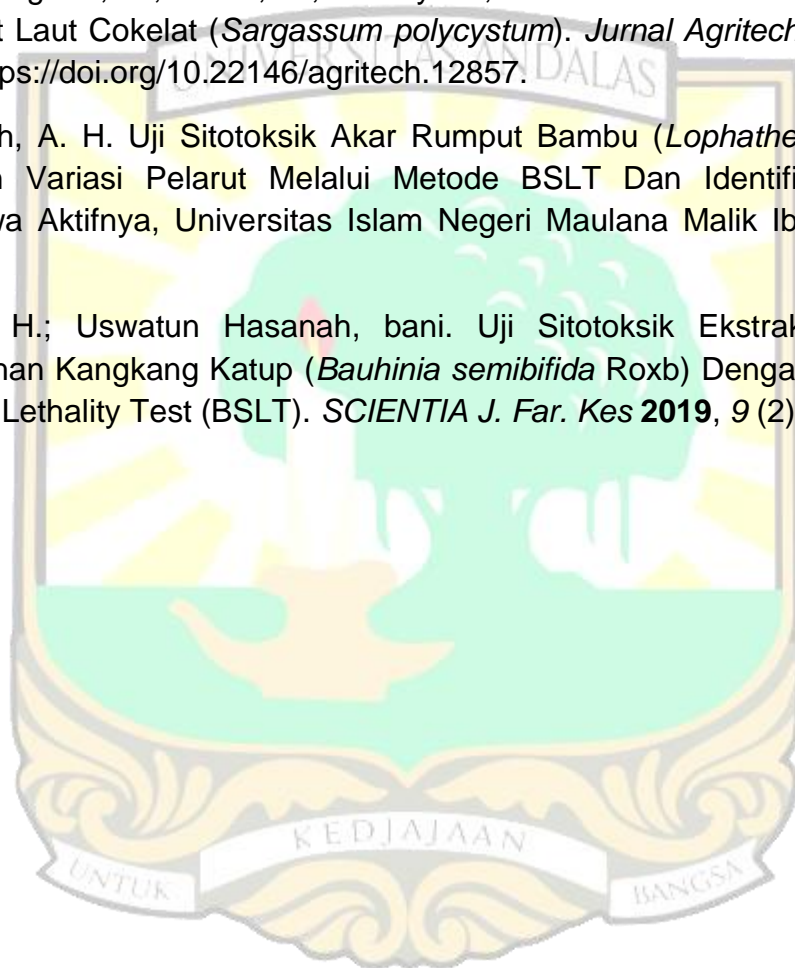 t Laut Cokelat (Sargassum polycystum). Jurnal Agritech
ps://doi.org/10.22146/agritech.12857.
UNIVERSITAS ANDALAS
h, A. H. Uji Sitotoksik Akar Rumput Bambu (Lophathe
Variasi Pelarut Melalui Metode BSLT Dan Identifi
wa Aktifnya, Universitas Islam Negeri Maulana Malik Ib
H.; Uswatun Hasanah, bani. Uji Sitotoksik Ekstrak
han Kangkang Katup (Bauhinia semibifida Roxb) Denga
Lethality Test (BSLT). SCIENTIA J. Far. Kes 2019, 9 (2)
KEDJAJAAN
UNTUK BANGSA